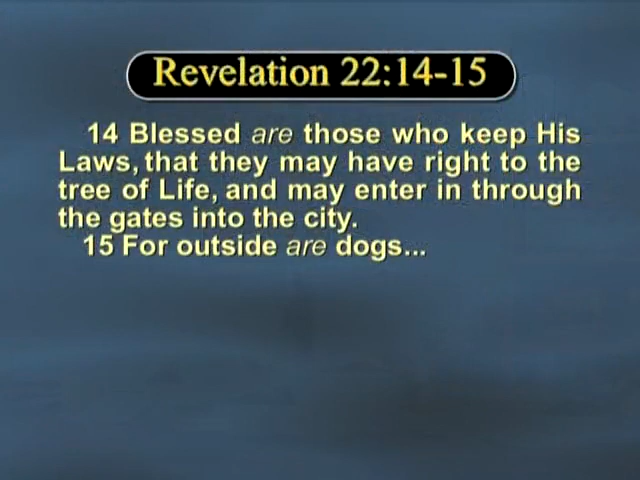 Revelation 22:14-15
14 Blessed are those who keep His
Laws, that they may have right to the
tree of Life, and may enter in through
the gates into the city.
15 For outside are dogs...